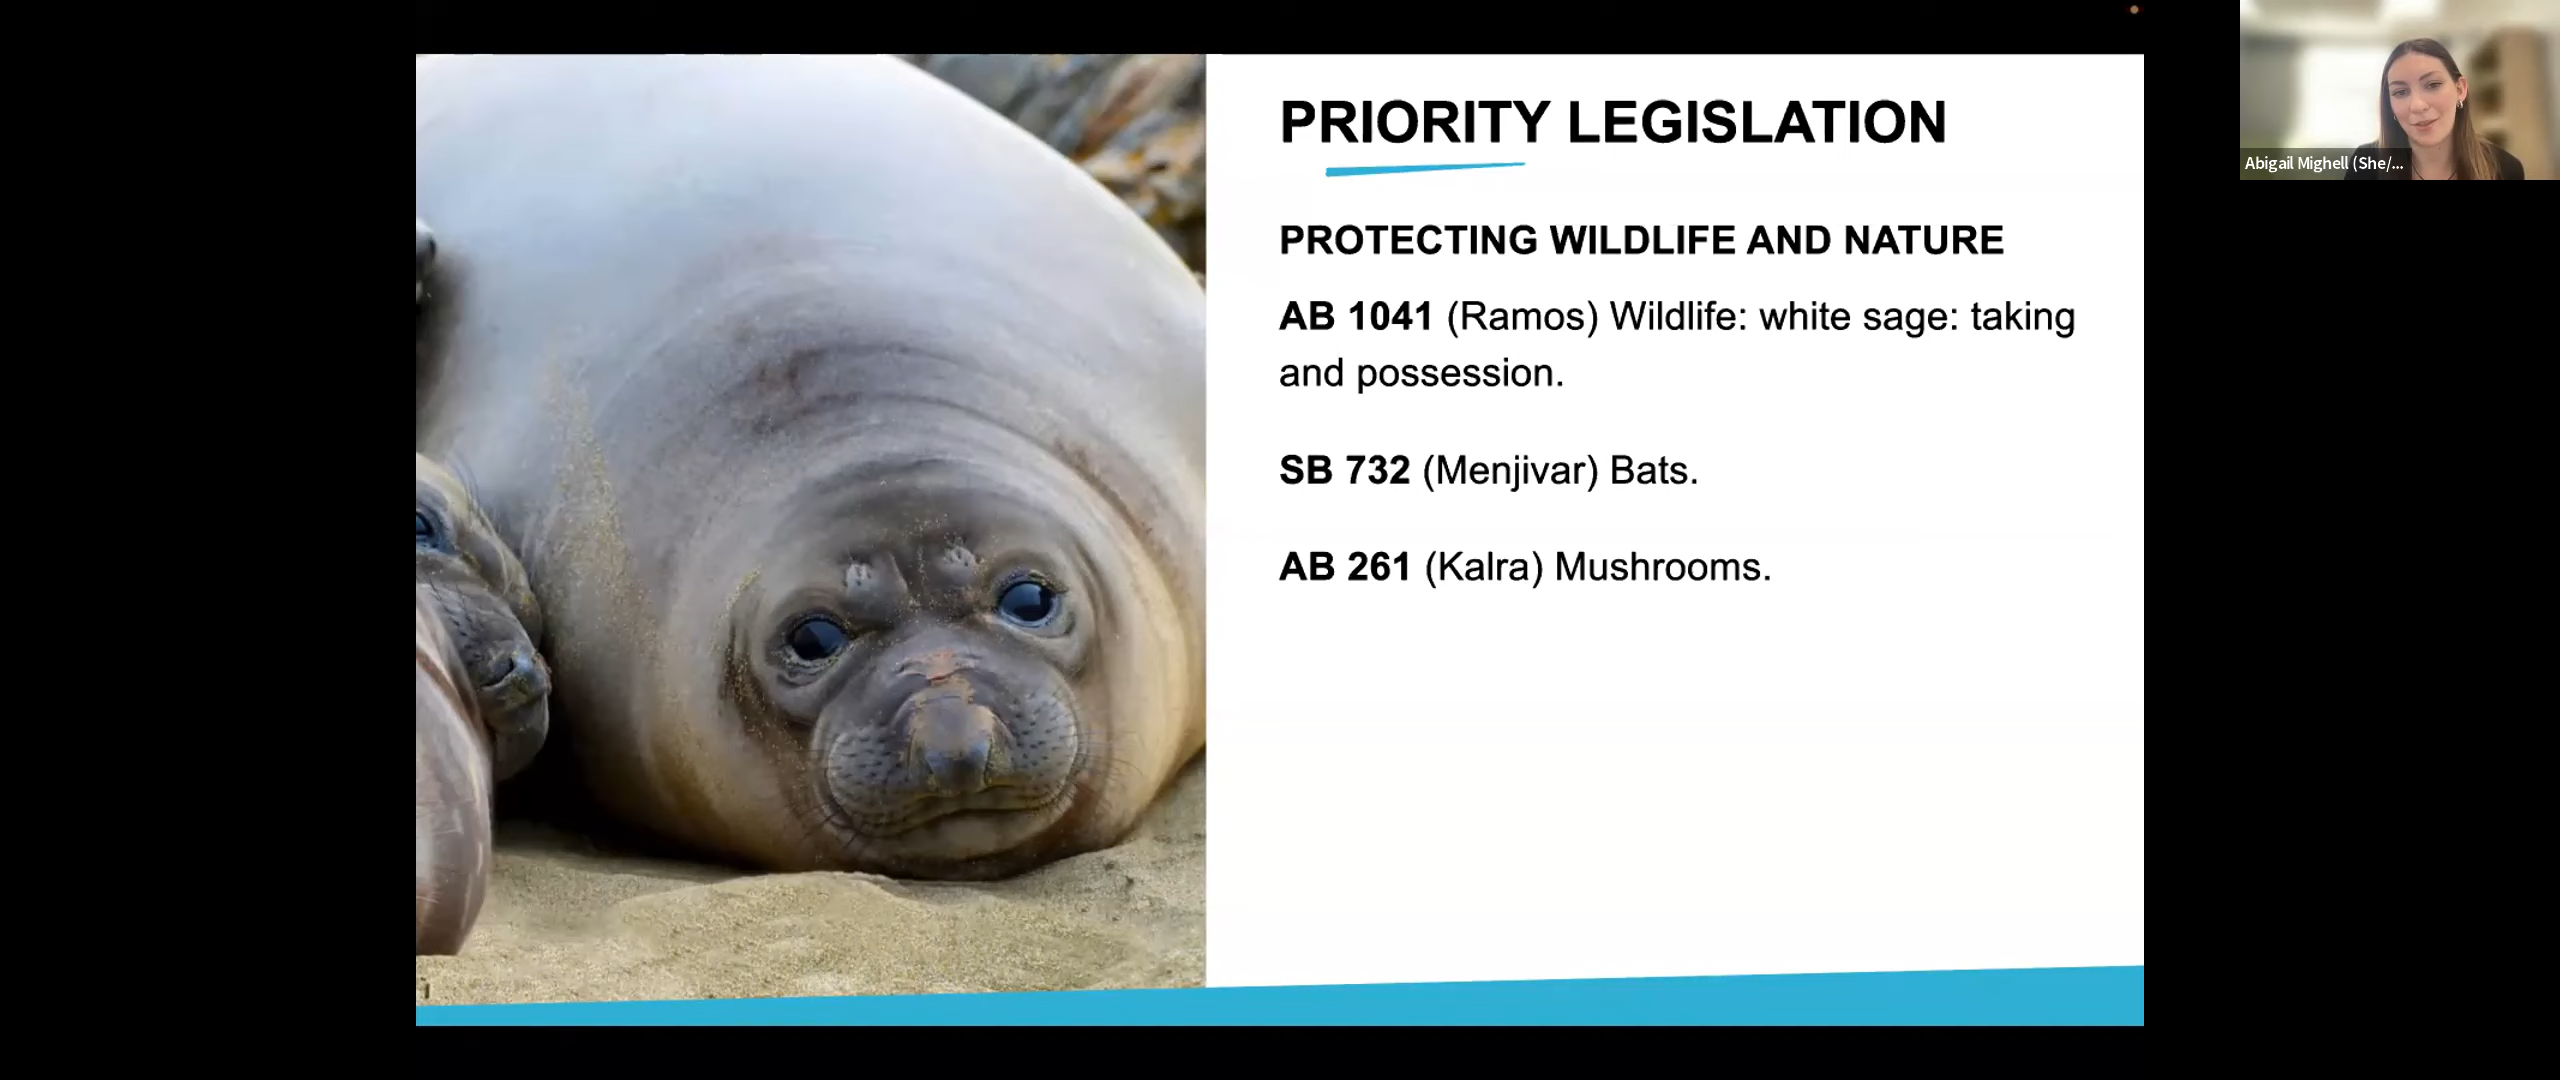 PRIORITY LEGISLATION
PROTECTING WILDLIFE AND NATURE
AB 1041 (Ramos) Wildlife: white sage: taking
and possession.
SB 732 (Menjivar) Bats.
AB 261 (Kalra) Mushrooms.
Abigail Mighell (She/...